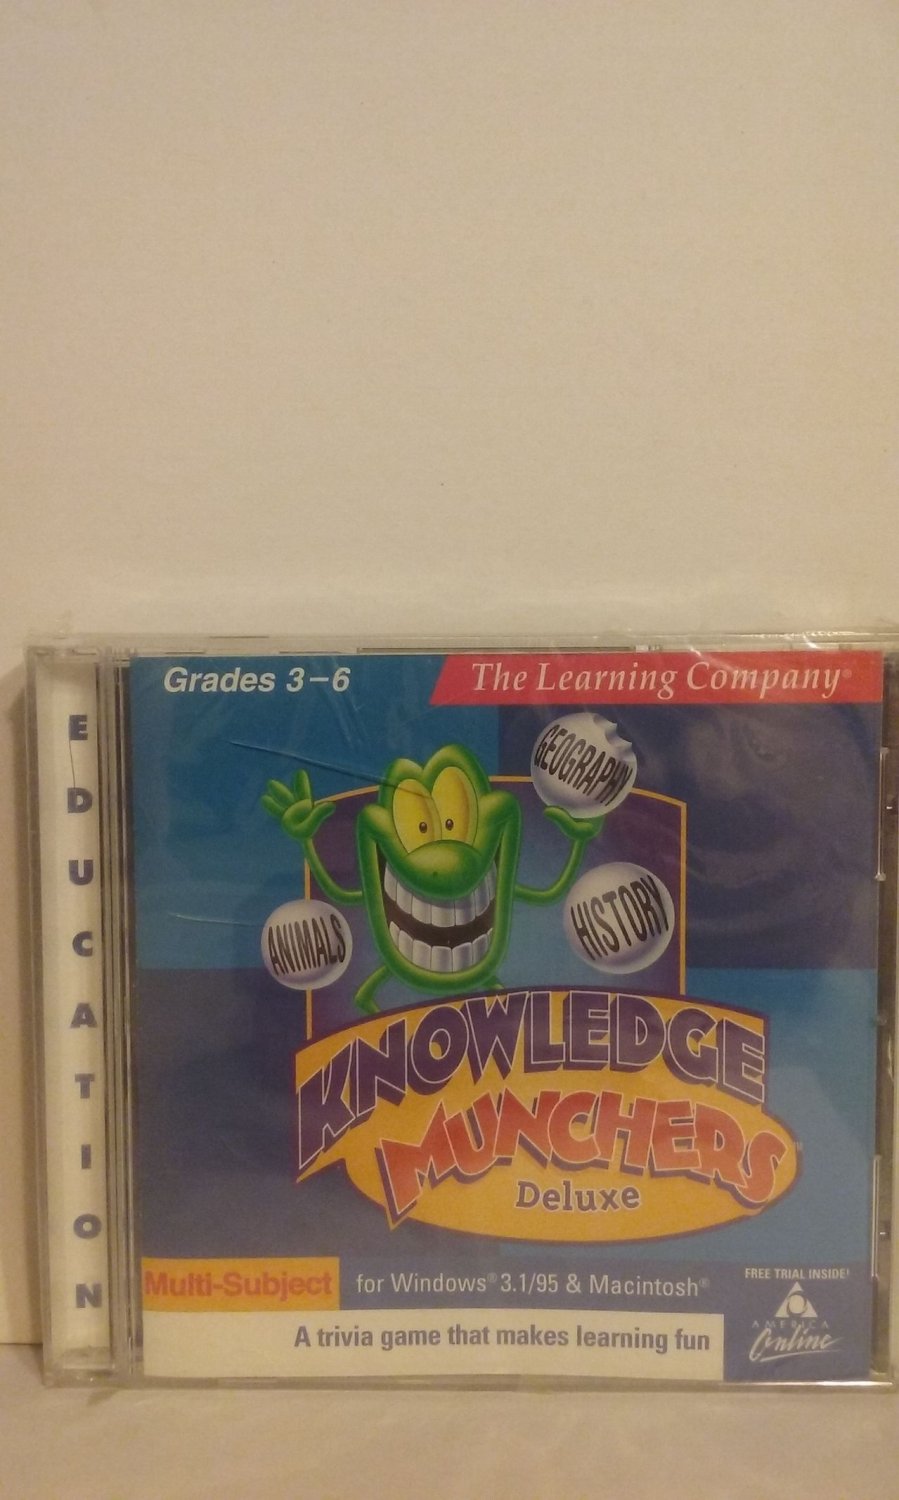 EDUCATION
Grades 3–6
The Learning Company®
GEOGRAPHY
ANIMALS
HISTORY
KNOWLEDGE
MUNCHERS™
Deluxe
Multi-Subject
for Windows® 3.1/95 & Macintosh®
FREE TRIAL INSIDE!
AMERICA
Online
A trivia game that makes learning fun